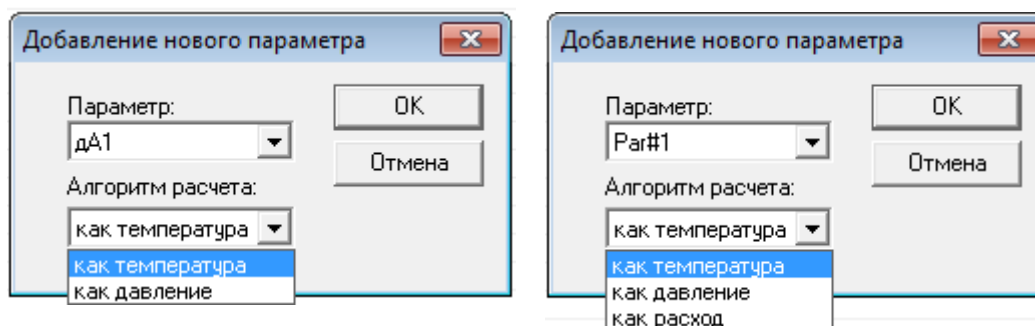 Добавление нового параметра
Параметр:
OK
дА1
Отмена
Алгоритм расчета:
как температура
как температура
как давление
Добавление нового параметра
Параметр:
OK
Par#1
Отмена
Алгоритм расчета:
как температура
как температура
как давление
как расход